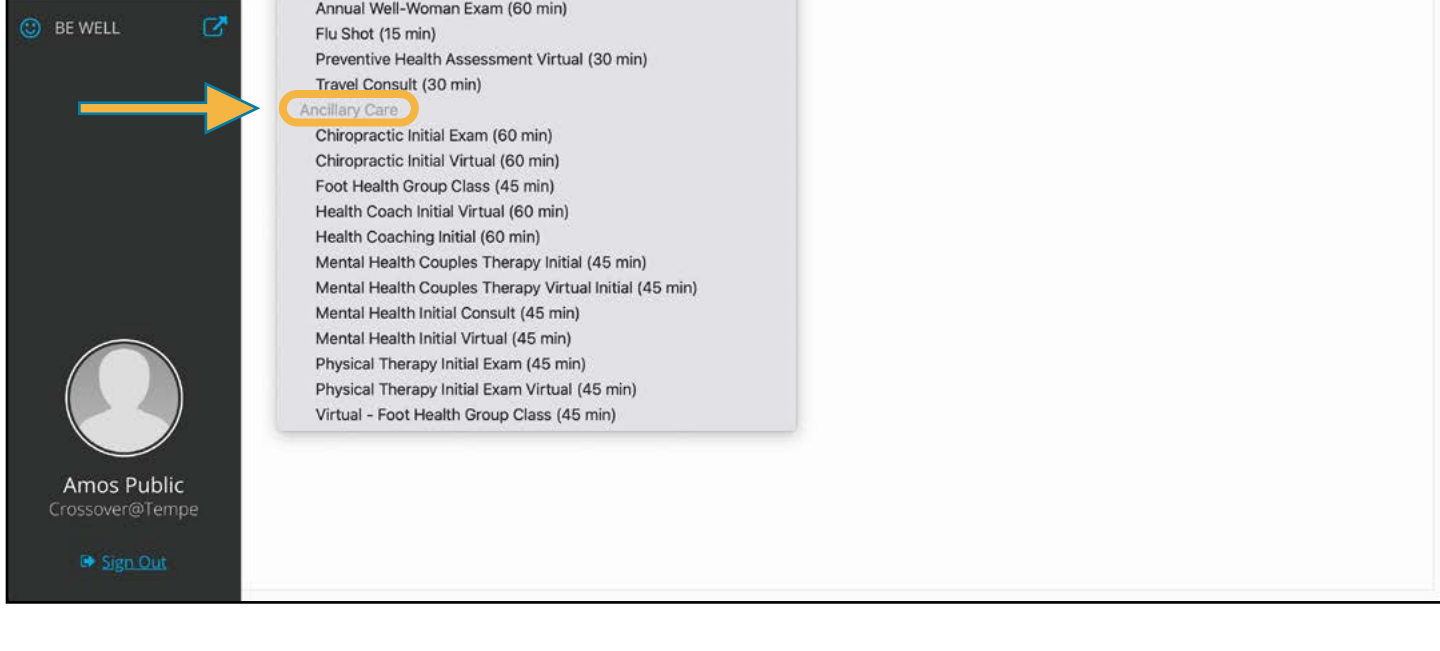 BE WELL
Annual Well-Woman Exam (60 min)
Flu Shot (15 min)
Preventive Health Assessment Virtual (30 min)
Travel Consult (30 min)
Ancillary Care
Chiropractic Initial Exam (60 min)
Chiropractic Initial Virtual (60 min)
Foot Health Group Class (45 min)
Health Coach Initial Virtual (60 min)
Health Coaching Initial (60 min)
Mental Health Couples Therapy Initial (45 min)
Mental Health Couples Therapy Virtual Initial (45 min)
Mental Health Initial Consult (45 min)
Mental Health Initial Virtual (45 min)
Physical Therapy Initial Exam (45 min)
Physical Therapy Initial Exam Virtual (45 min)
Virtual - Foot Health Group Class (45 min)
Amos Public
Crossover@Tempe
Sign Out